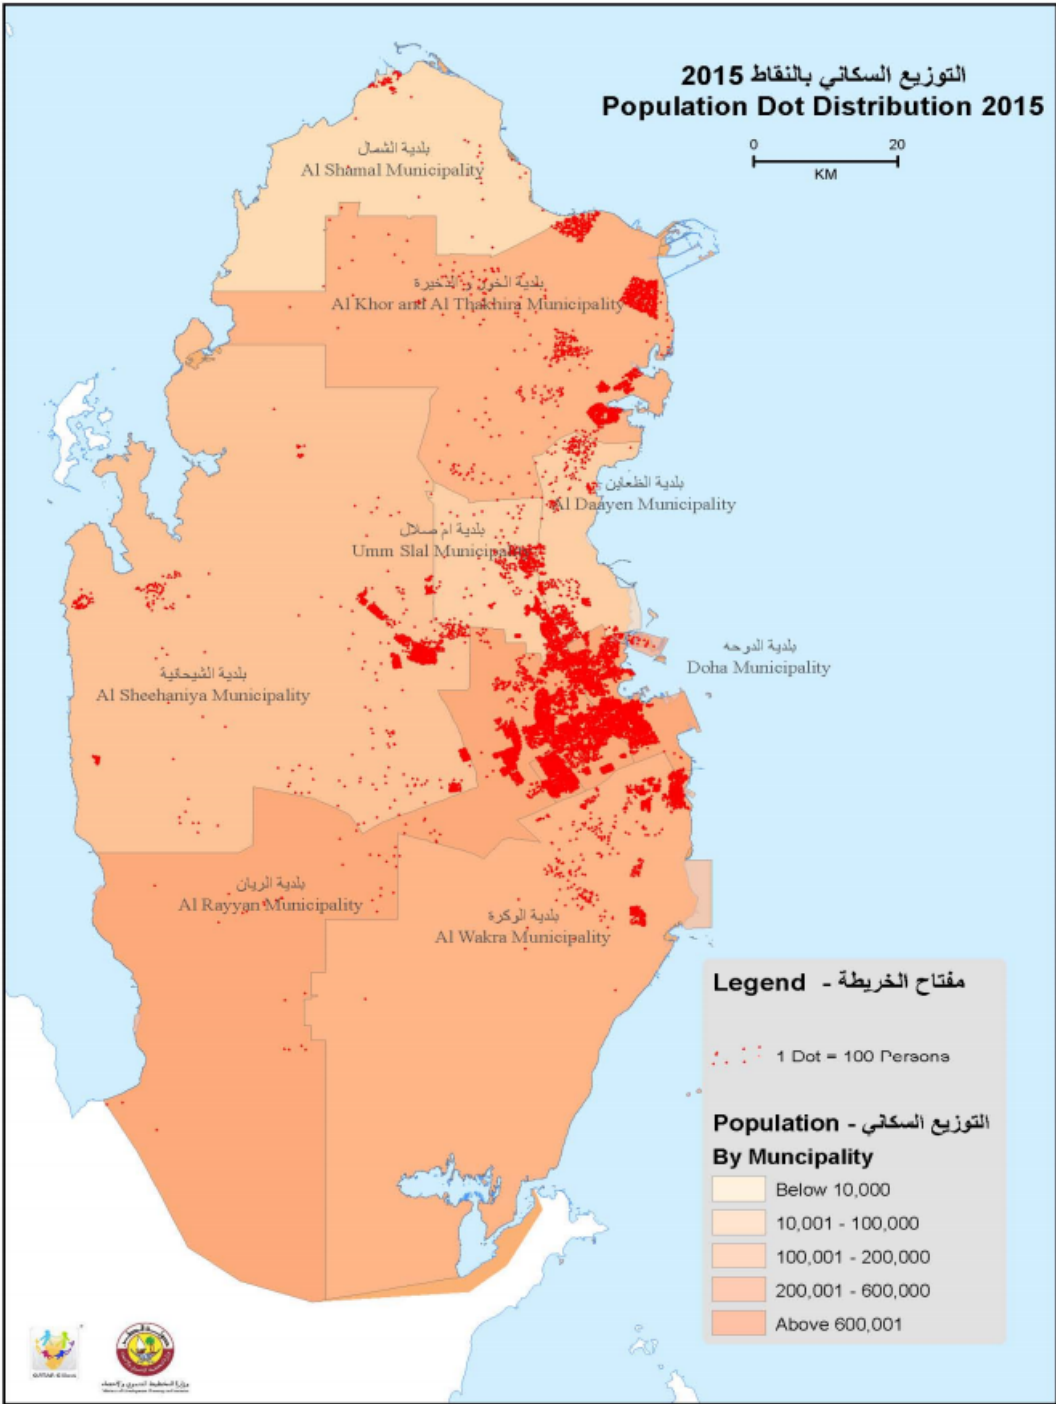 التوزيع السكاني بالنقاط 2015
Population Dot Distribution 2015
0 20
KM
بلدية الشمال
Al Shamal Municipality
بلدية الخور و الذخيرة
Al Khor and Al Thakhira Municipality
بلدية الظعاين
Al Daayen Municipality
بلدية ام صلال
Umm Slal Municipality
بلدية الدوحه
Doha Municipality
بلدية الشيحانية
Al Sheehaniya Municipality
بلدية الريان
Al Rayyan Municipality
بلدية الوكرة
Al Wakra Municipality
Legend - مفتاح الخريطة
1 Dot = 100 Persons
Population - التوزيع السكاني
By Muncipality
Below 10,000
10,001 - 100,000
100,001 - 200,000
200,001 - 600,000
Above 600,001